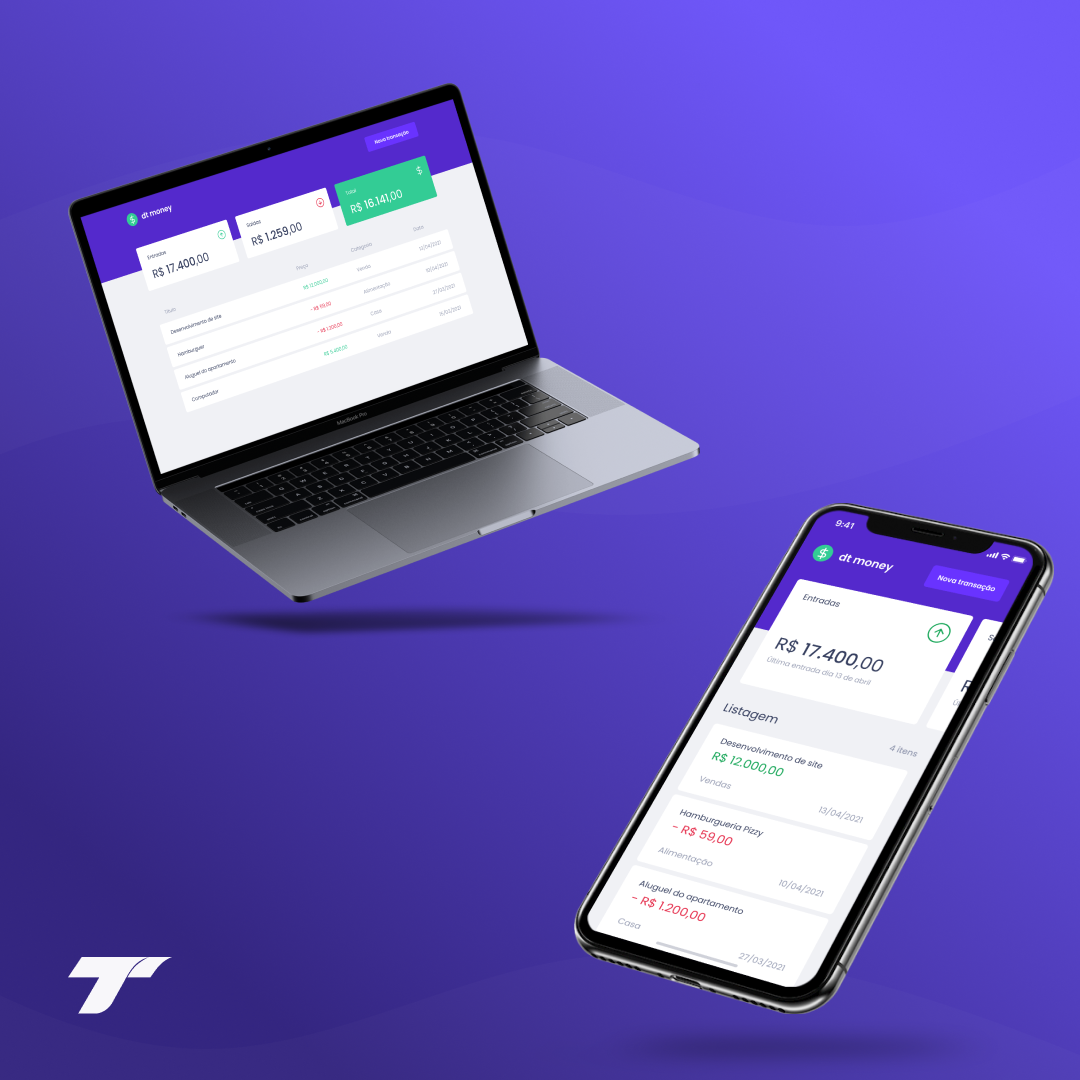 dt money
Nova transação
Entradas
R$ 17.400,00
Saídas
R$ 1.259,00
Total
$
R$ 16.141,00
Título
Preço
Categoria
Data
Desenvolvimento de site
R$ 12.000,00
Venda
13/04/2021
Hamburguer
- R$ 59,00
Alimentação
10/04/2021
Aluguel do apartamento
- R$ 1.200,00
Casa
27/03/2021
Computador
R$ 5.400,00
Venda
15/03/2021
MacBook Pro
9:41
$ dt money
Nova transação
Entradas
R$ 17.400,00
Última entrada dia 13 de abril
Listagem
4 itens
Desenvolvimento de site
R$ 12.000,00
Vendas
13/04/2021
Hamburgueria Pizzy
- R$ 59,00
Alimentação
10/04/2021
Aluguel do apartamento
- R$ 1.200,00
Casa
27/03/2021